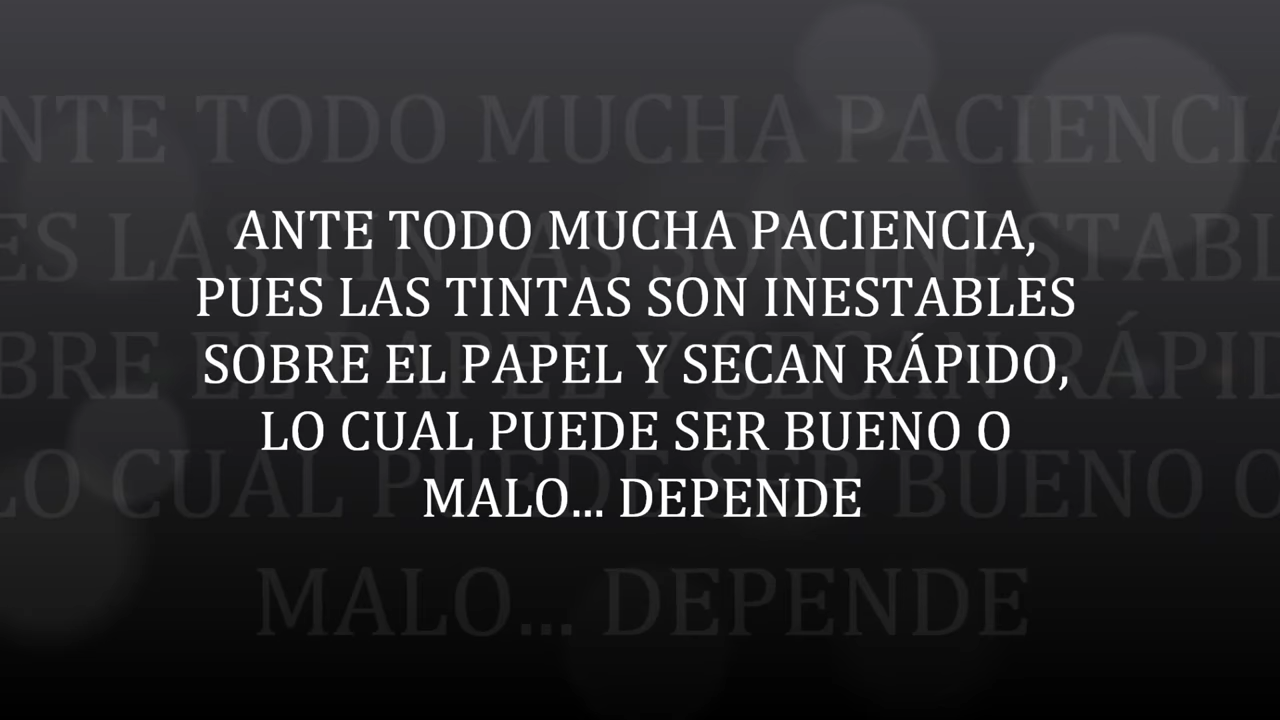 ANTE TODO MUCHA PACIENCIA,
PUES LAS TINTAS SON INESTABLES
SOBRE EL PAPEL Y SECAN RÁPIDO,
LO CUAL PUEDE SER BUENO O
MALO... DEPENDE